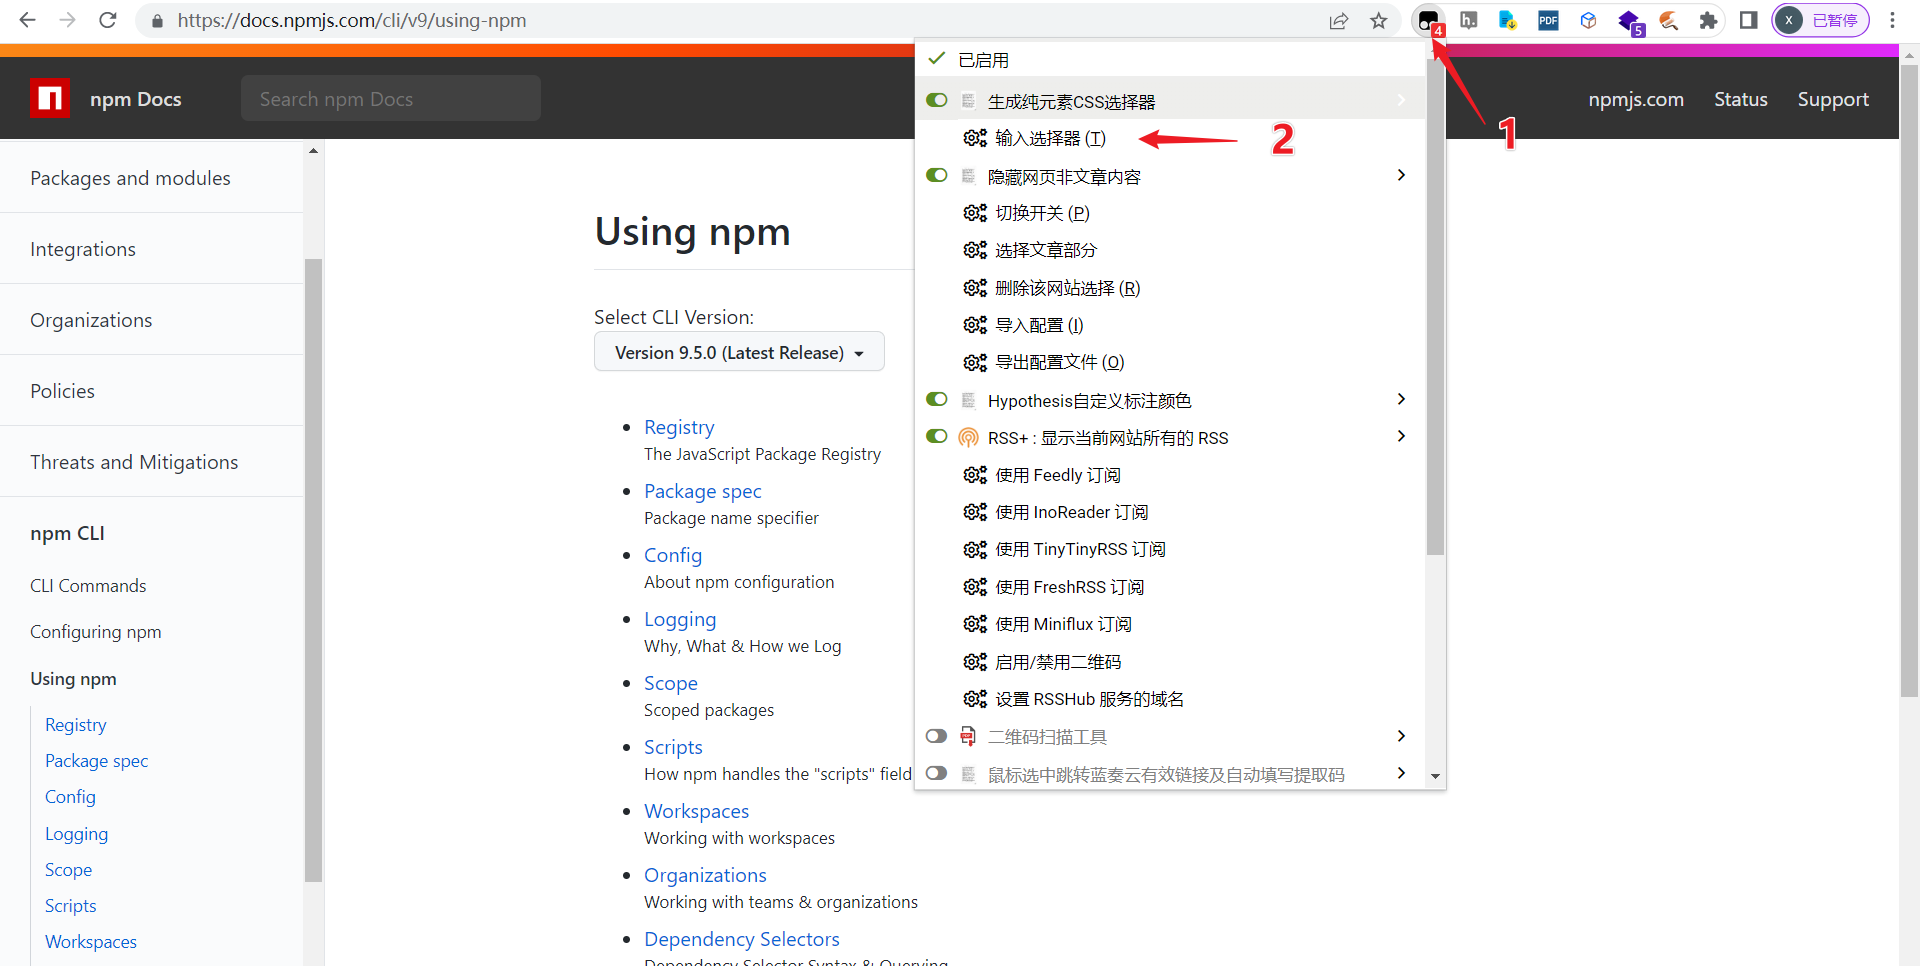 https://docs.npmjs.com/cli/v9/using-npm
h.
PDF
4
5
X
已暂停
npm Docs
Search npm Docs
npmjs.com
Status
Support
1
2
已启用
生成纯元素CSS选择器
输入选择器 (T)
隐藏网页非文章内容
切换开关 (P)
选择文章部分
删除该网站选择 (R)
导入配置 (I)
导出配置文件 (O)
Hypothesis自定义标注颜色
RSS+ : 显示当前网站所有的 RSS
使用 Feedly 订阅
使用 InoReader 订阅
使用 TinyTinyRSS 订阅
使用 FreshRSS 订阅
使用 Miniflux 订阅
启用/禁用二维码
设置 RSSHub 服务的域名
二维码扫描工具
鼠标选中跳转蓝奏云有效链接及自动填写提取码
Packages and modules
Integrations
Organizations
Policies
Threats and Mitigations
npm CLI
CLI Commands
Configuring npm
Using npm
Registry
Package spec
Config
Logging
Scope
Scripts
Workspaces
Using npm
Select CLI Version:
Version 9.5.0 (Latest Release)
Registry
The JavaScript Package Registry
Package spec
Package name specifier
Config
About npm configuration
Logging
Why, What & How we Log
Scope
Scoped packages
Scripts
How npm handles the "scripts" field
Workspaces
Working with workspaces
Organizations
Working with teams & organizations
Dependency Selectors
Dependency Selector Syntax & Querying